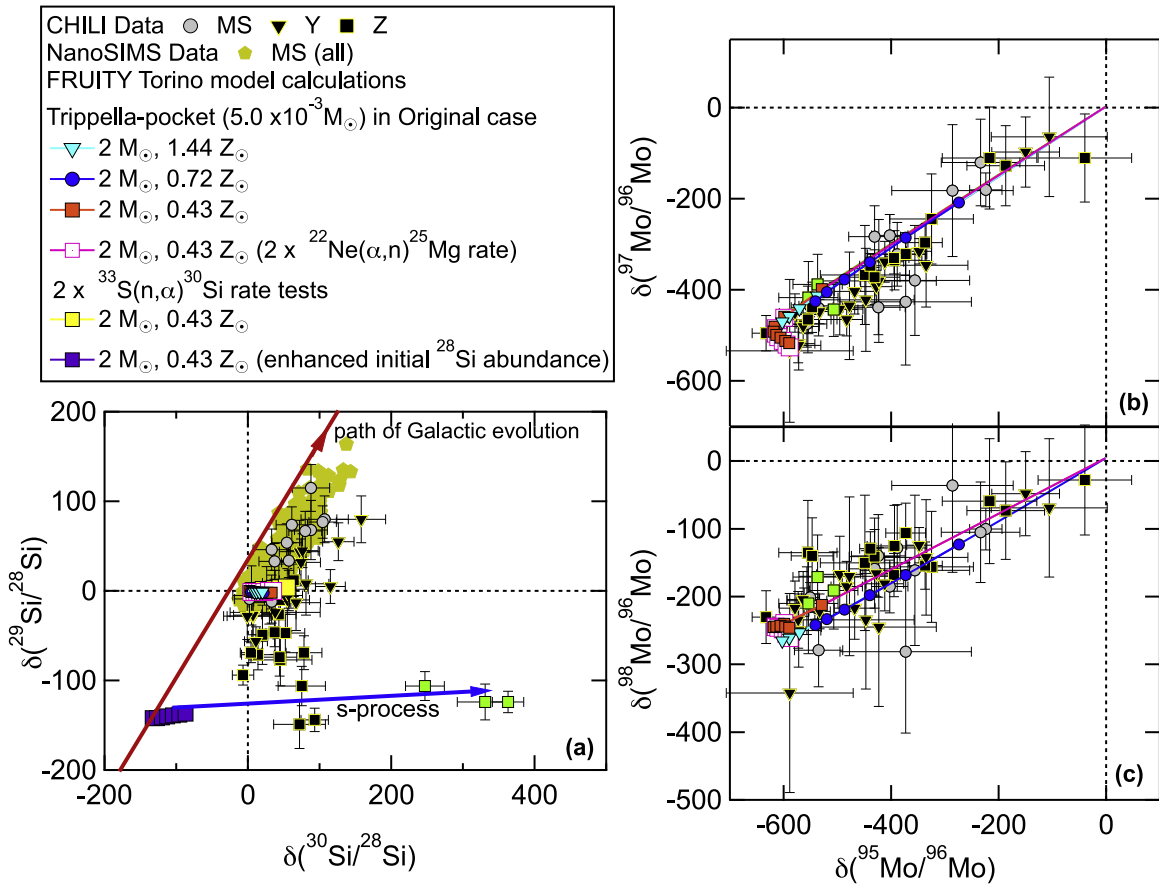 CHILI Data MS Y Z
NanoSIMS Data MS (all)
FRUITY Torino model calculations
Trippella-pocket (5.0 x10⁻³M☉) in Original case
2 M☉, 1.44 Z☉
2 M☉, 0.72 Z☉
2 M☉, 0.43 Z☉
2 M☉, 0.43 Z☉ (2 x ²²Ne(α,n)²⁵Mg rate)
2 x ³³S(n,α)³⁰Si rate tests
2 M☉, 0.43 Z☉
2 M☉, 0.43 Z☉ (enhanced initial ²⁸Si abundance)
200
100
0
-100
-200
δ(²⁹Si/²⁸Si)
path of Galactic evolution
s-process
(a)
-200 0 200 400
δ(³⁰Si/²⁸Si)
0
-200
-400
-600
δ(⁹⁷Mo/⁹⁶Mo)
(b)
0
-100
-200
-300
-400
-500
δ(⁹⁸Mo/⁹⁶Mo)
(c)
-600 -400 -200 0
δ(⁹⁵Mo/⁹⁶Mo)